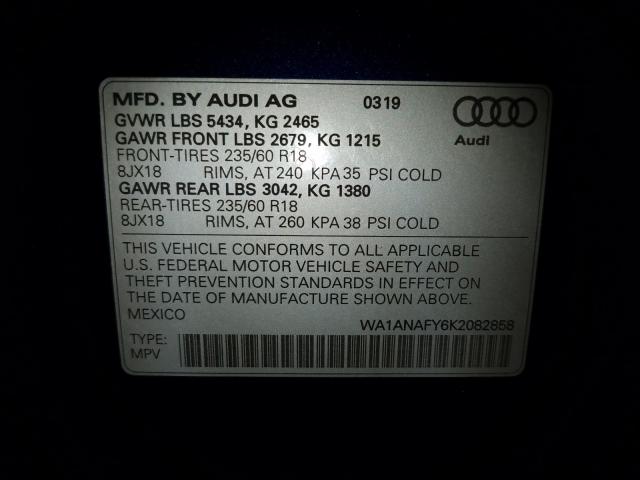 MFD. BY AUDI AG 0319
GVWR LBS 5434, KG 2465
GAWR FRONT LBS 2679, KG 1215
FRONT-TIRES 235/60 R18
8JX18 RIMS, AT 240 KPA 35 PSI COLD
GAWR REAR LBS 3042, KG 1380
REAR-TIRES 235/60 R18
8JX18 RIMS, AT 260 KPA 38 PSI COLD
Audi
THIS VEHICLE CONFORMS TO ALL APPLICABLE
U.S. FEDERAL MOTOR VEHICLE SAFETY AND
THEFT PREVENTION STANDARDS IN EFFECT ON
THE DATE OF MANUFACTURE SHOWN ABOVE.
MEXICO
WA1ANAFY6K2082858
TYPE:
MPV